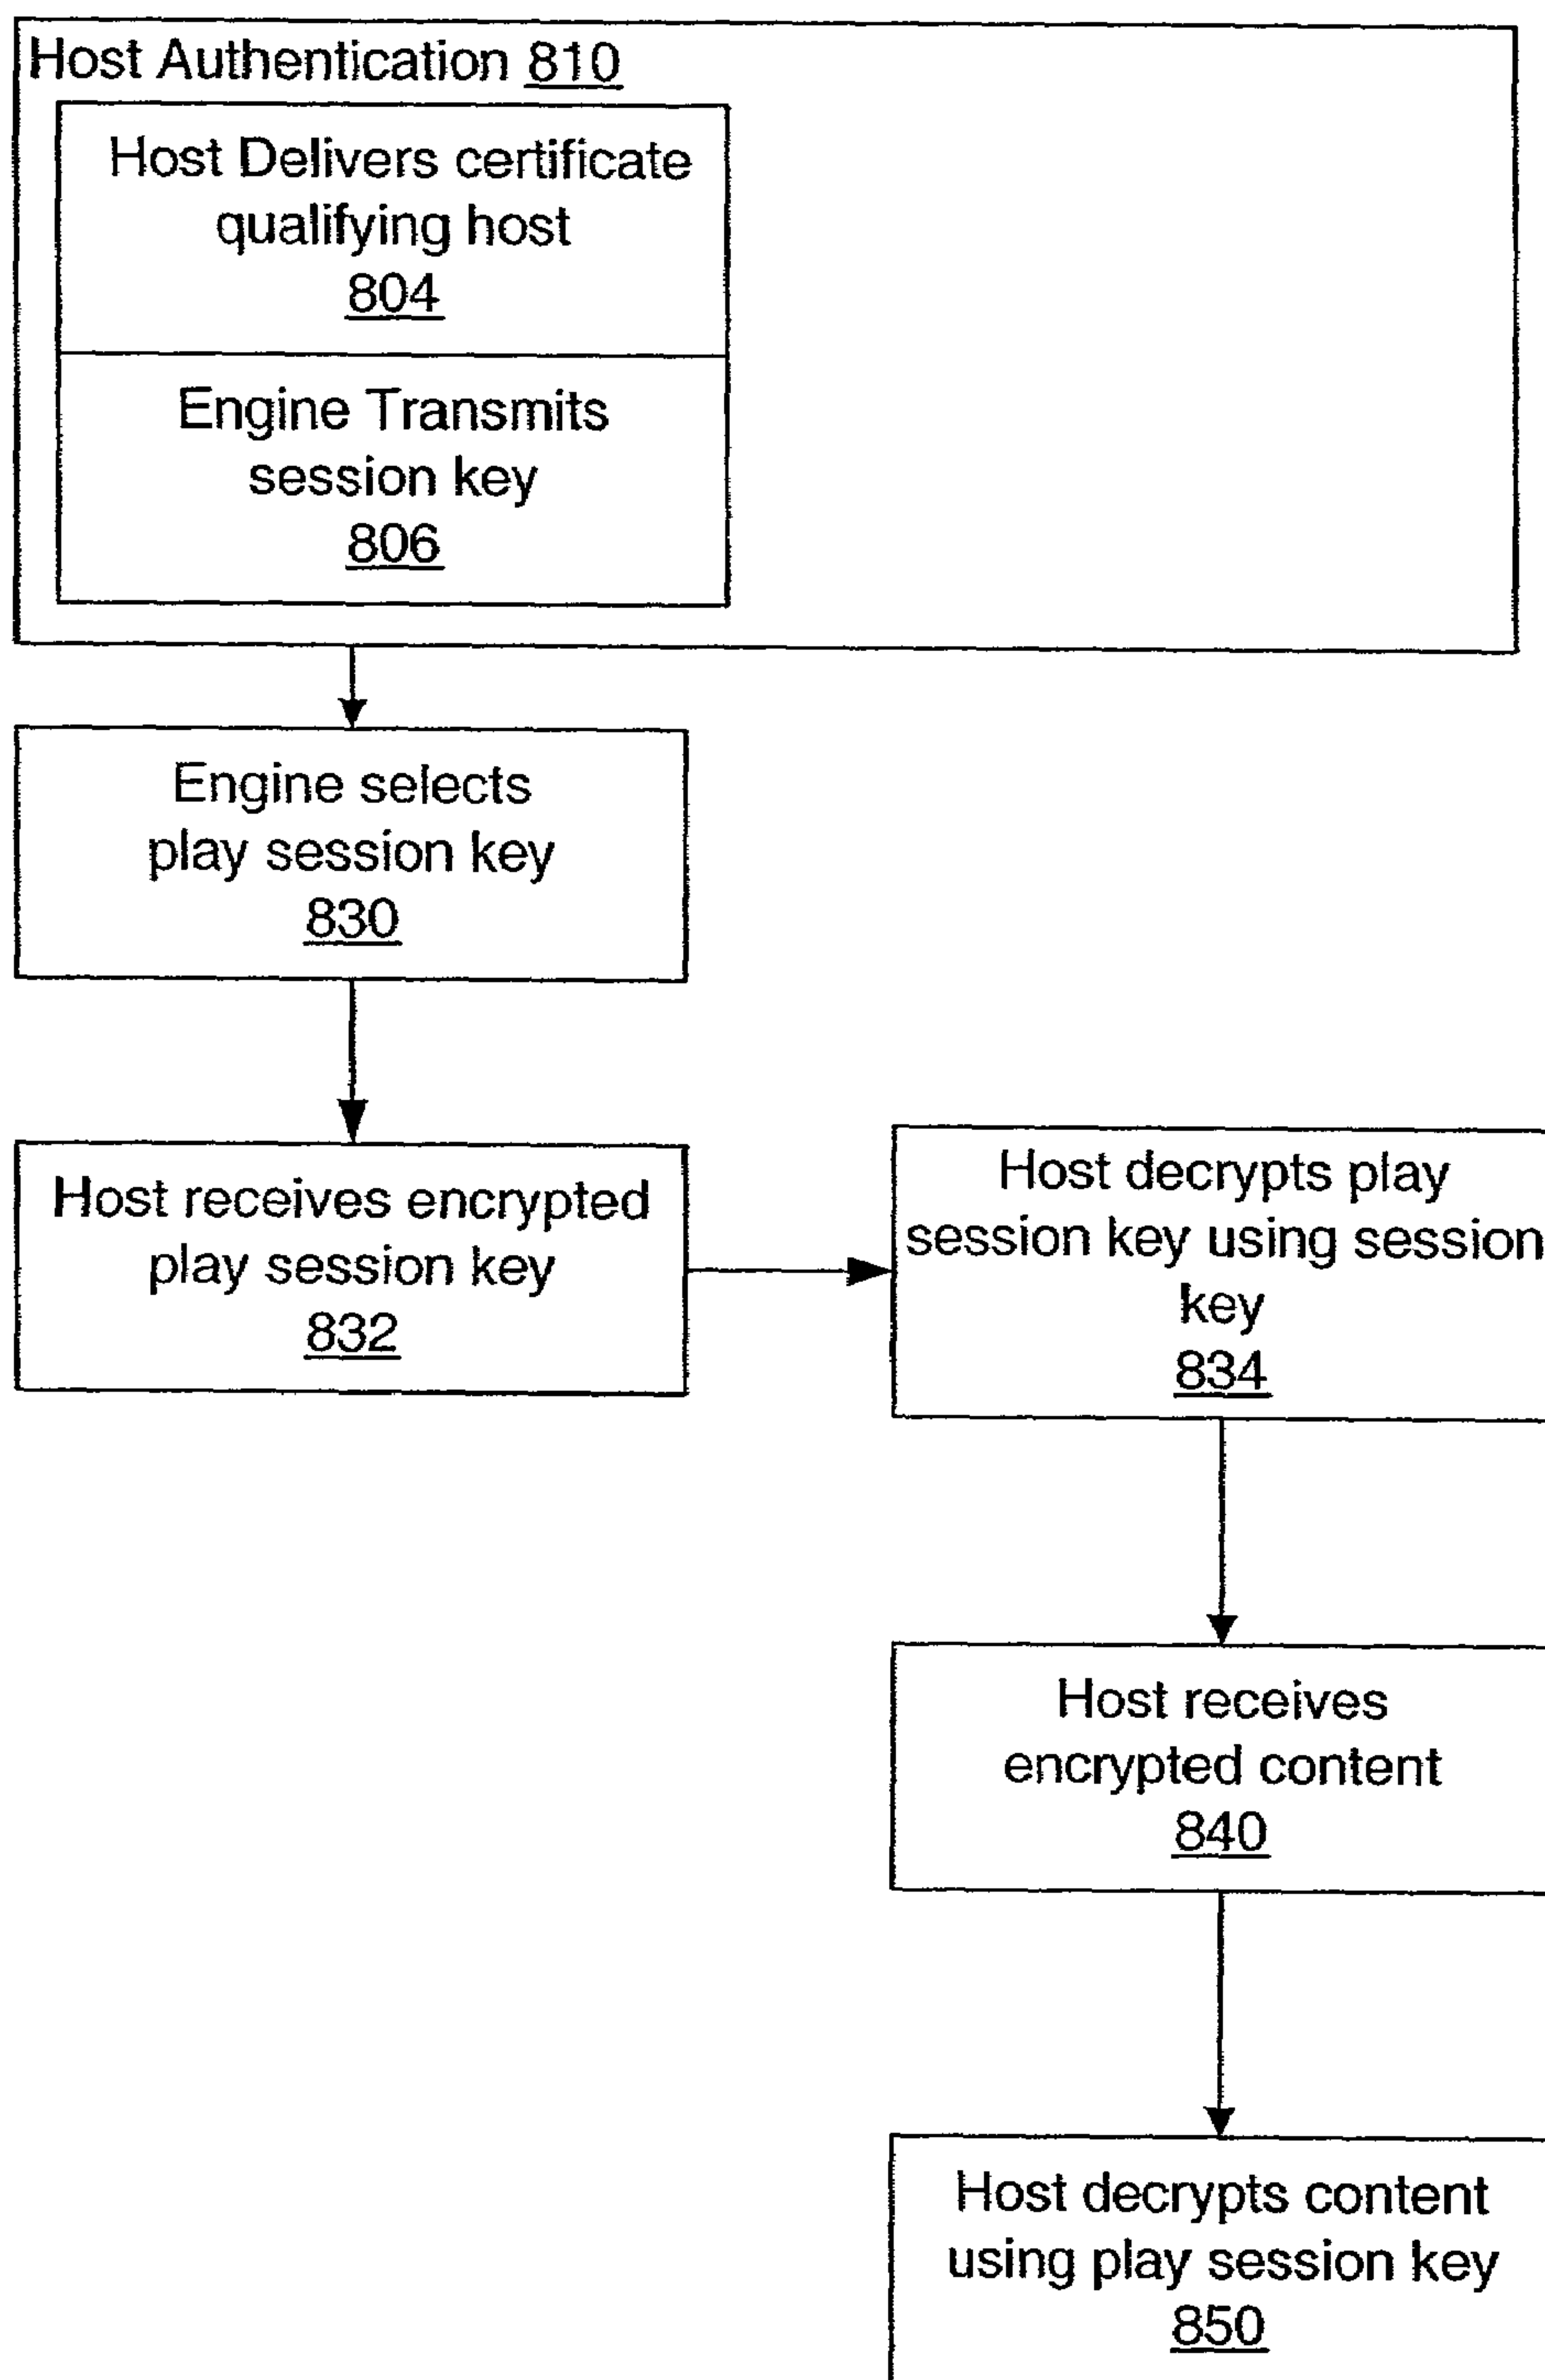 Host Authentication 810
Host Delivers certificate
qualifying host
804
Engine Transmits
session key
806
Engine selects
play session key
830
Host receives encrypted
play session key
832
Host decrypts play
session key using session
key
834
Host receives
encrypted content
840
Host decrypts content
using play session key
850